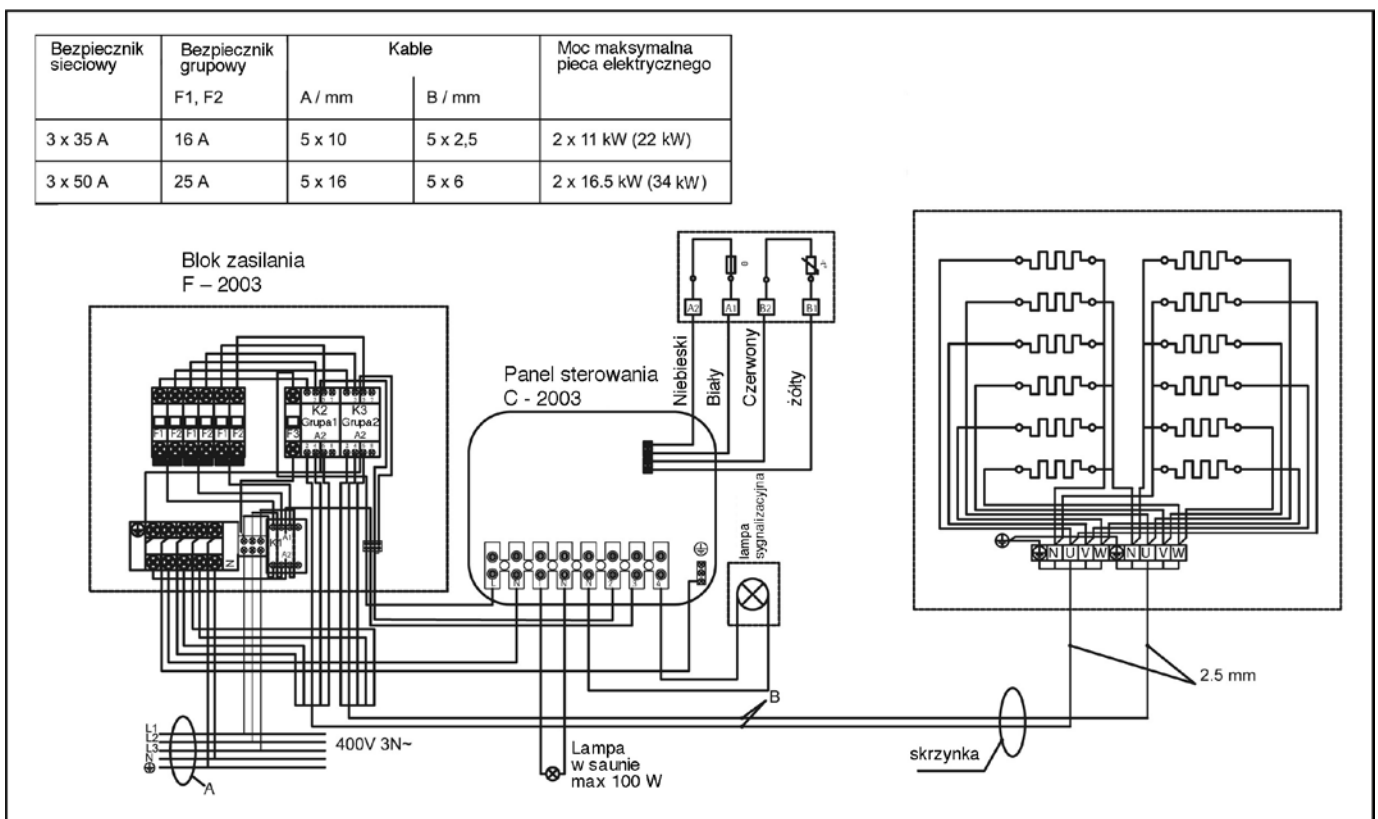 Bezpiecznik sieciowy
Bezpiecznik grupowy
F1, F2
Kable
A / mm
B / mm
Moc maksymalna pieca elektrycznego
3 x 35 A
16 A
5 x 10
5 x 2,5
2 x 11 kW (22 kW)
3 x 50 A
25 A
5 x 16
5 x 6
2 x 16.5 kW (34 kW)
Blok zasilania
F – 2003
F1 F2 F1 F2 F1 F2
F3
K2
Grupa1
A2
K3
Grupa2
A2
N
K1
A1
A2
A2 A1 B2 B1
Niebieski
Biały
Czerwony
żółty
Panel sterowania
C - 2003
L N N N 2 3 4
lampa
sygnalizacyjna
N U V W N U V W
2.5 mm
B
skrzynka
L1
L2
L3
N
400V 3N~
A
Lampa
w saunie
max 100 W